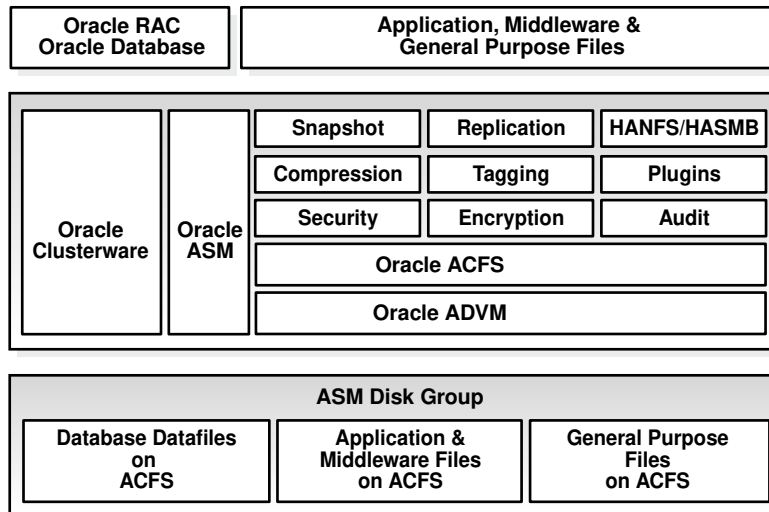 Oracle RAC
Oracle Database
Application, Middleware &
General Purpose Files
Oracle
Clusterware
Oracle
ASM
Snapshot
Replication
HANFS/HASMB
Compression
Tagging
Plugins
Security
Encryption
Audit
Oracle ACFS
Oracle ADVM
ASM Disk Group
Database Datafiles
on
ACFS
Application &
Middleware Files
on ACFS
General Purpose
Files
on ACFS